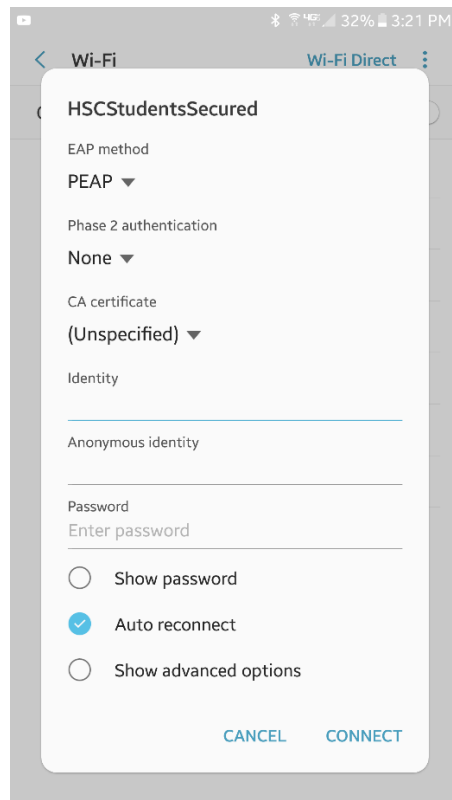 32% 3:21 PM
Wi-Fi Wi-Fi Direct
HSCStudentsSecured
EAP method
PEAP
Phase 2 authentication
None
CA certificate
(Unspecified)
Identity
Anonymous identity
Password
Enter password
Show password
Auto reconnect
Show advanced options
CANCEL CONNECT